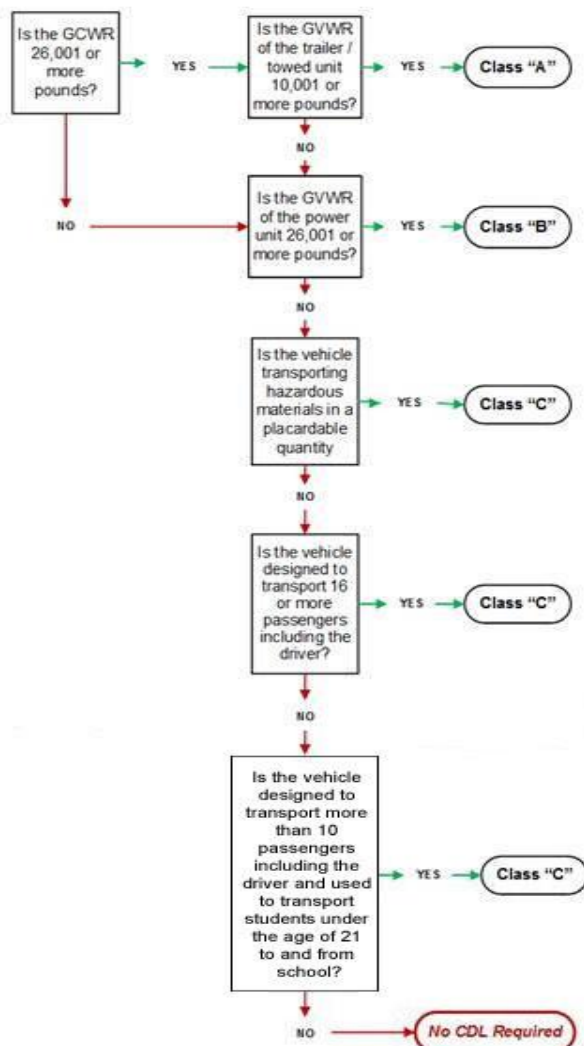 Is the GCWR
26,001 or
more
pounds?
YES
Is the GVWR
of the trailer /
towed unit
10,001 or
more pounds?
YES
Class “A”
NO
NO
Is the GVWR
of the power
unit 26,001 or
more pounds?
YES
Class “B”
NO
Is the vehicle
transporting
hazardous
materials in a
placardable
quantity
YES
Class “C”
NO
Is the vehicle
designed to
transport 16
or more
passengers
including the
driver?
YES
Class “C”
NO
Is the vehicle
designed to
transport more
than 10
passengers
including the
driver and used
to transport
students under
the age of 21
to and from
school?
YES
Class “C”
NO
No CDL Required